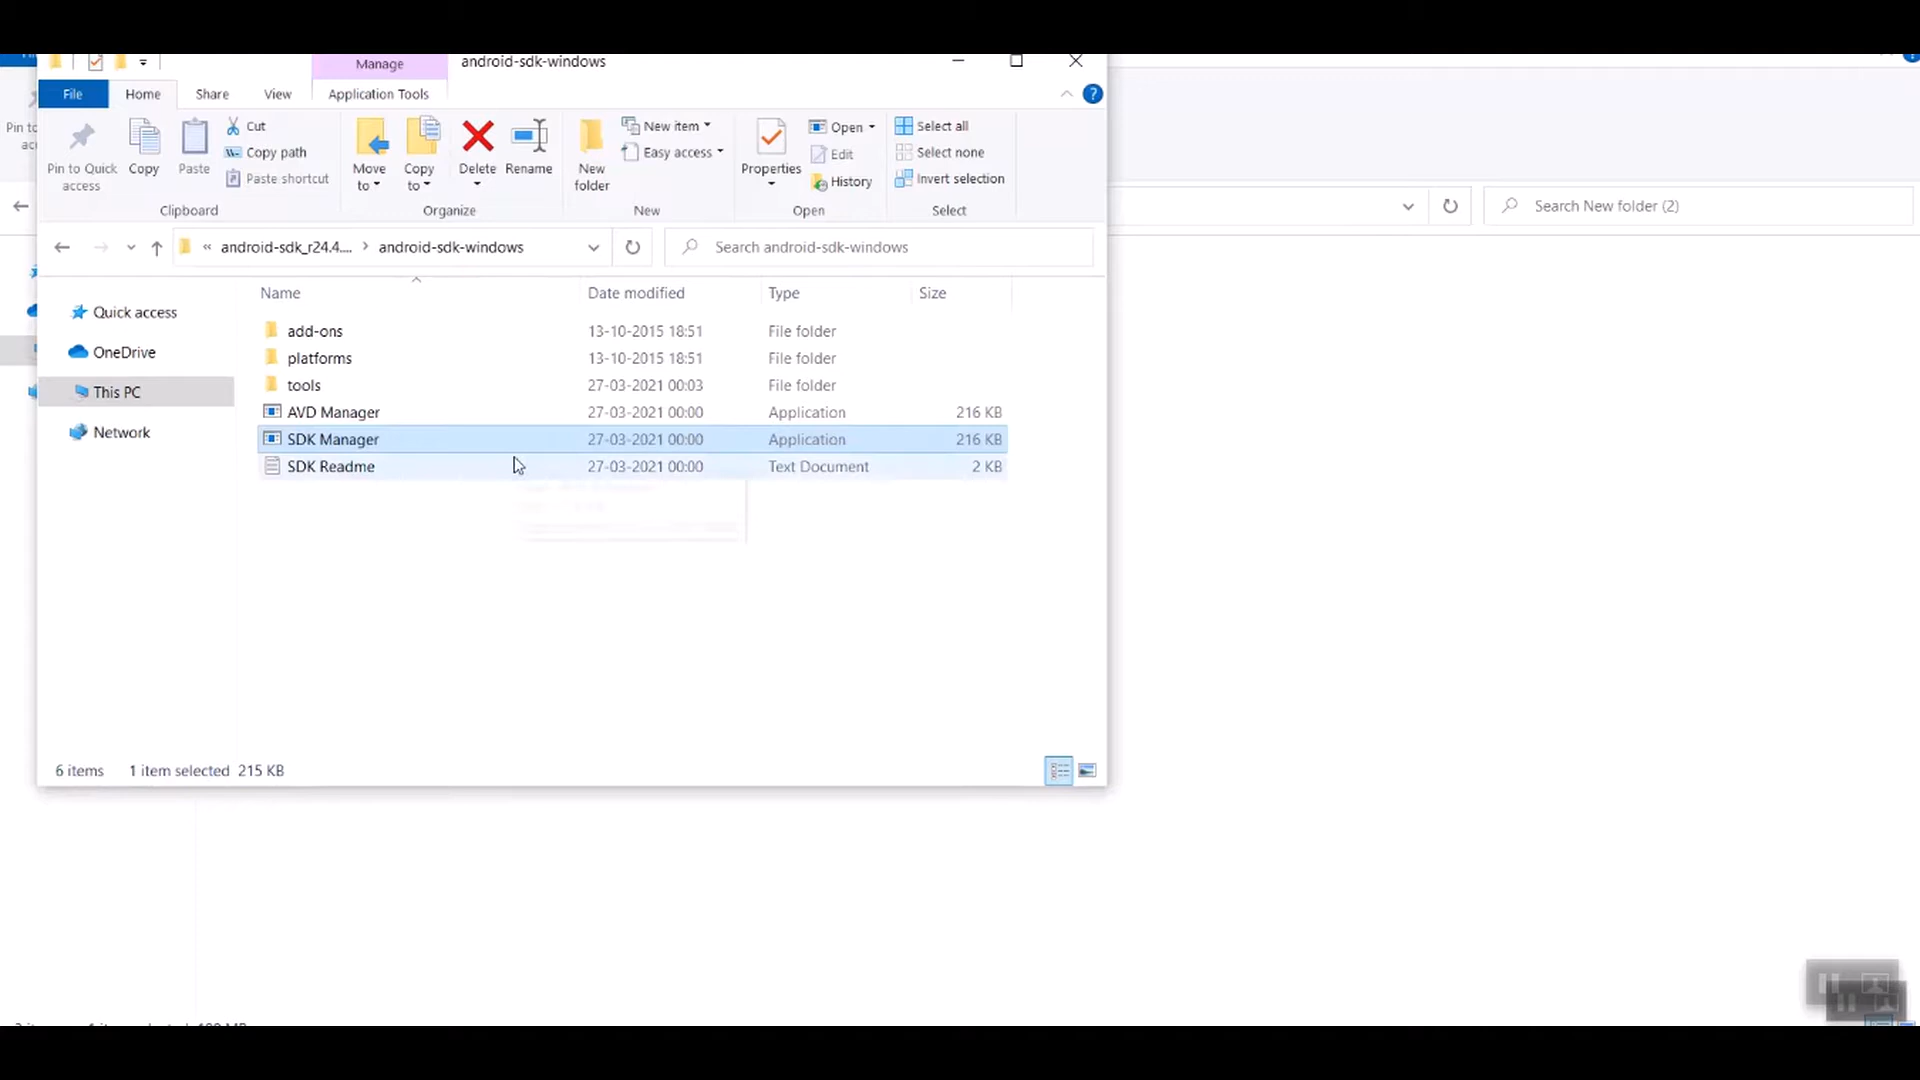 Manage
android-sdk-windows
File
Home
Share
View
Application Tools
Pin to Quick access
Copy
Paste
Cut
Copy path
Paste shortcut
Clipboard
Move to
Copy to
Delete
Rename
Organize
New folder
New item
Easy access
New
Properties
Open
Edit
History
Open
Select all
Select none
Invert selection
Select
android-sdk_r24.4....
android-sdk-windows
Search android-sdk-windows
Search New folder (2)
Name
Date modified
Type
Size
Quick access
OneDrive
This PC
Network
add-ons 13-10-2015 18:51 File folder
platforms 13-10-2015 18:51 File folder
tools 27-03-2021 00:03 File folder
AVD Manager 27-03-2021 00:00 Application 216 KB
SDK Manager 27-03-2021 00:00 Application 216 KB
SDK Readme 27-03-2021 00:00 Text Document 2 KB
6 items 1 item selected 215 KB